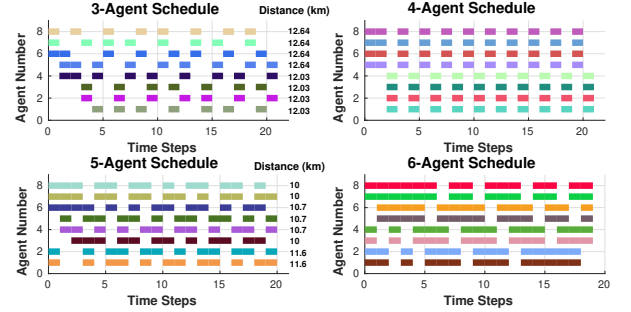 3-Agent Schedule
Distance (km)
4-Agent Schedule
Agent Number
8
6
4
2
0
12.64
12.64
12.64
12.64
12.03
12.03
12.03
12.03
0 5 10 15 20
Time Steps
Agent Number
8
6
4
2
0
0 5 10 15 20
Time Steps
5-Agent Schedule
Distance (km)
6-Agent Schedule
Agent Number
8
6
4
2
0
10
10
10.7
10.7
10.7
10
11.6
11.6
0 5 10 15 20
Time Steps
Agent Number
8
6
4
2
0
0 5 10 15 20
Time Steps